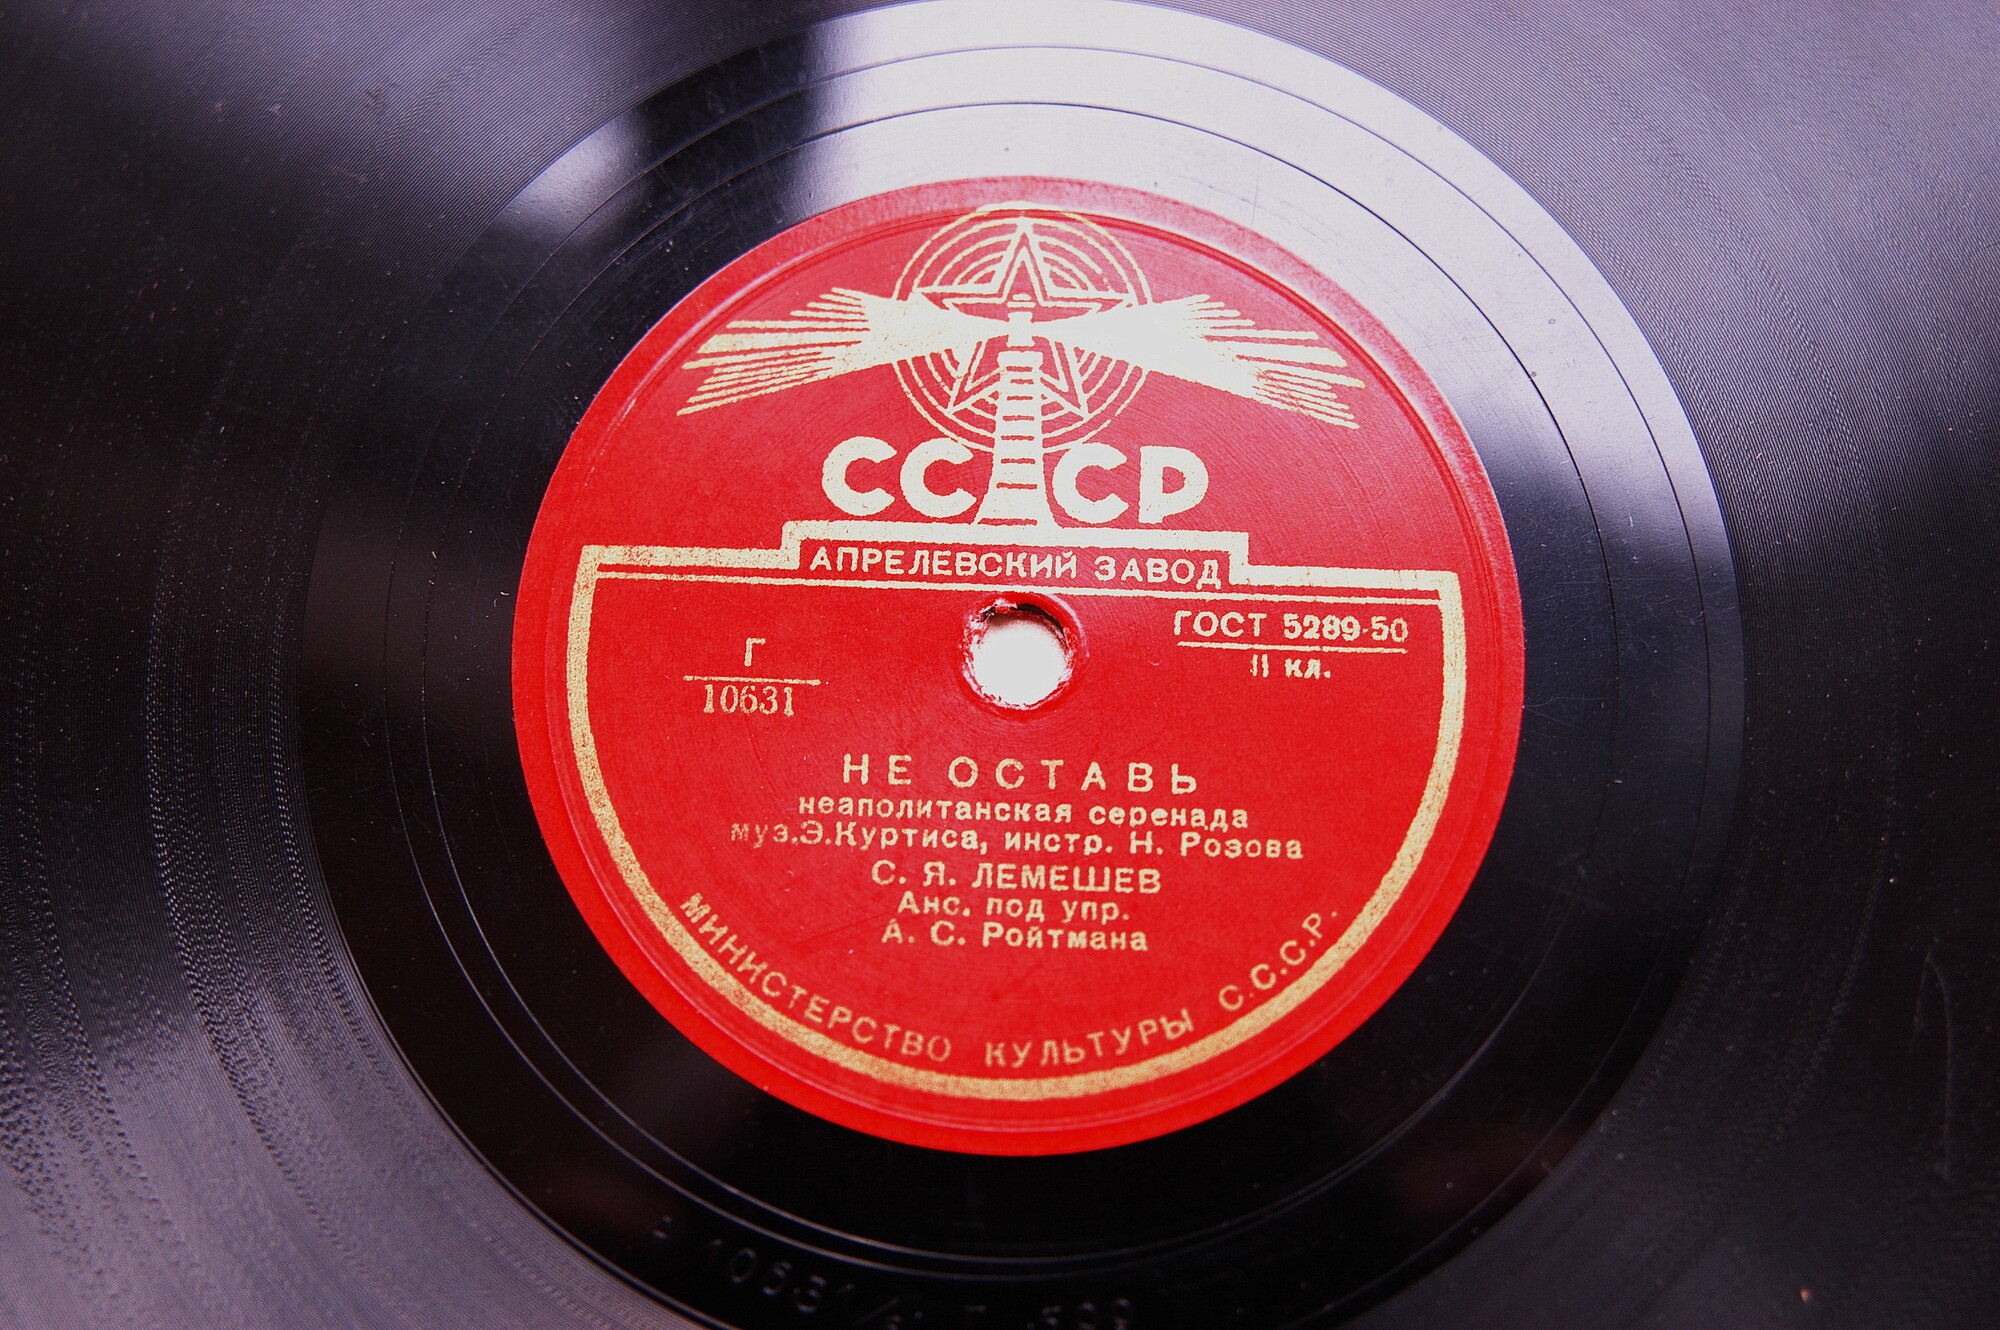 СССР
АПРЕЛЕВСКИЙ ЗАВОД
ГОСТ 5289-50
II кл.
Г
10631
НЕ ОСТАВЬ
неаполитанская серенада
муз.Э.Куртиса, инстр. Н. Розова
С. Я. ЛЕМЕШЕВ
Анс. под упр.
А. С. Ройтмана
МИНИСТЕРСТВО КУЛЬТУРЫ С.С.С.Р.